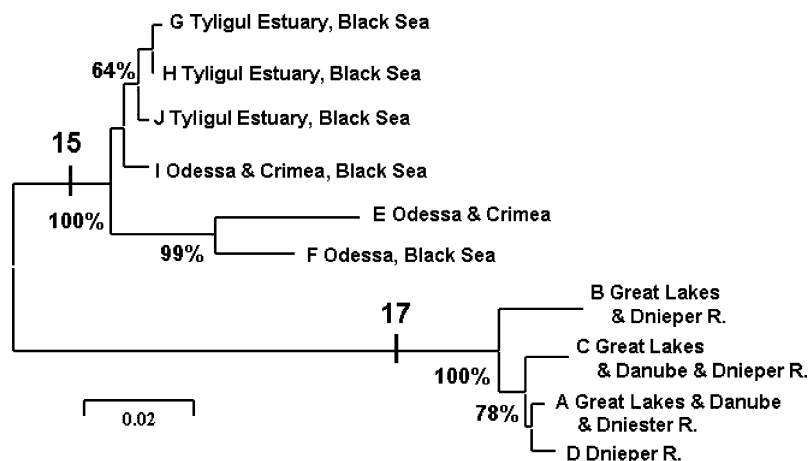 G Tyligul Estuary, Black Sea
64%
H Tyligul Estuary, Black Sea
J Tyligul Estuary, Black Sea
15
I Odessa & Crimea, Black Sea
100%
E Odessa & Crimea
99%
F Odessa, Black Sea
B Great Lakes
& Dnieper R.
17
C Great Lakes
& Danube & Dnieper R.
100%
A Great Lakes & Danube
& Dniester R.
78%
D Dnieper R.
0.02